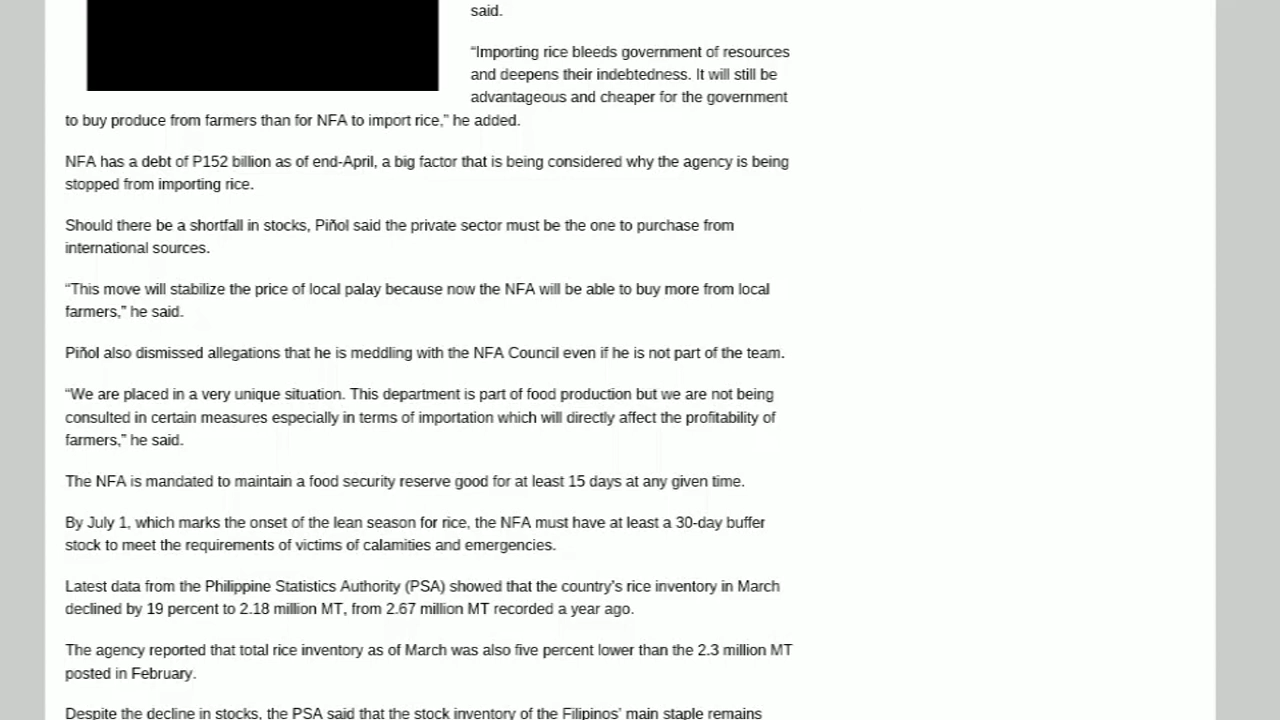 said.
“Importing rice bleeds government of resources
and deepens their indebtedness. It will still be
advantageous and cheaper for the government
to buy produce from farmers than for NFA to import rice,” he added.
NFA has a debt of P152 billion as of end-April, a big factor that is being considered why the agency is being
stopped from importing rice.
Should there be a shortfall in stocks, Piñol said the private sector must be the one to purchase from
international sources.
“This move will stabilize the price of local palay because now the NFA will be able to buy more from local
farmers,” he said.
Piñol also dismissed allegations that he is meddling with the NFA Council even if he is not part of the team.
“We are placed in a very unique situation. This department is part of food production but we are not being
consulted in certain measures especially in terms of importation which will directly affect the profitability of
farmers,” he said.
The NFA is mandated to maintain a food security reserve good for at least 15 days at any given time.
By July 1, which marks the onset of the lean season for rice, the NFA must have at least a 30-day buffer
stock to meet the requirements of victims of calamities and emergencies.
Latest data from the Philippine Statistics Authority (PSA) showed that the country’s rice inventory in March
declined by 19 percent to 2.18 million MT, from 2.67 million MT recorded a year ago.
The agency reported that total rice inventory as of March was also five percent lower than the 2.3 million MT
posted in February.
Despite the decline in stocks, the PSA said that the stock inventory of the Filipinos’ main staple remains